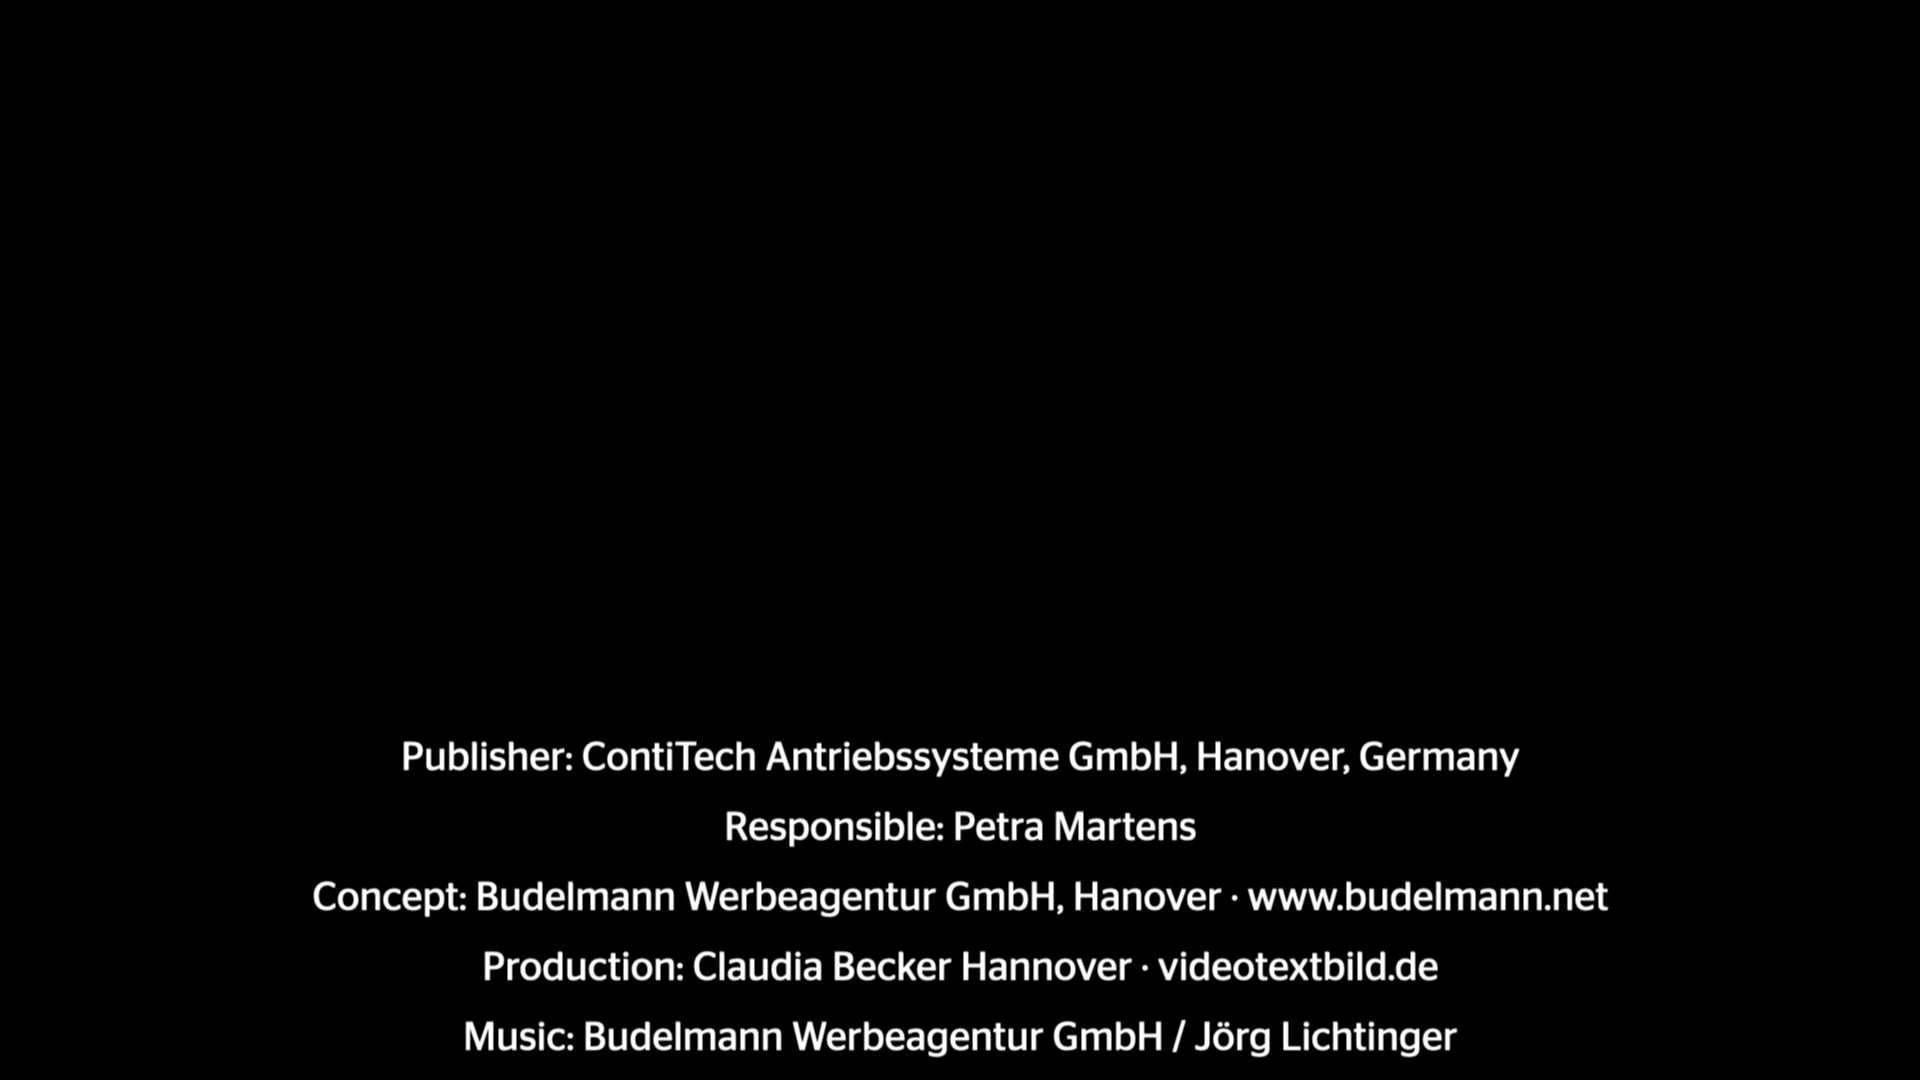 Publisher: ContiTech Antriebssysteme GmbH, Hanover, Germany
Responsible: Petra Martens
Concept: Budelmann Werbeagentur GmbH, Hanover · www.budelmann.net
Production: Claudia Becker Hannover · videotextbild.de
Music: Budelmann Werbeagentur GmbH / Jörg Lichtinger